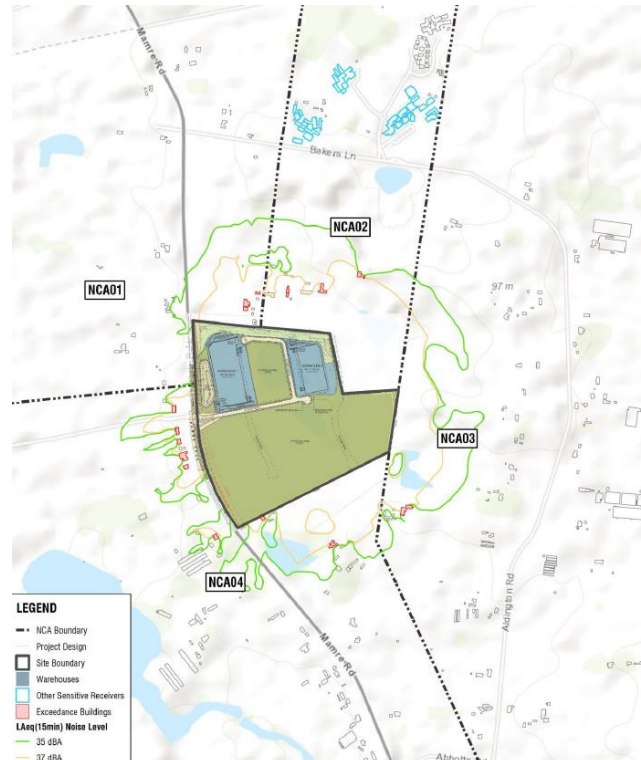 Mamre Rd
Bakers Ln
NCA02
NCA01
97 m
NCA03
NCA04
Aldington Rd
Mamre Rd
Abbotts
LEGEND
NCA Boundary
Project Design
Site Boundary
Warehouses
Other Sensitive Receivers
Exceedance Buildings
LAeq(15min) Noise Level
35 dBA
37 dBA